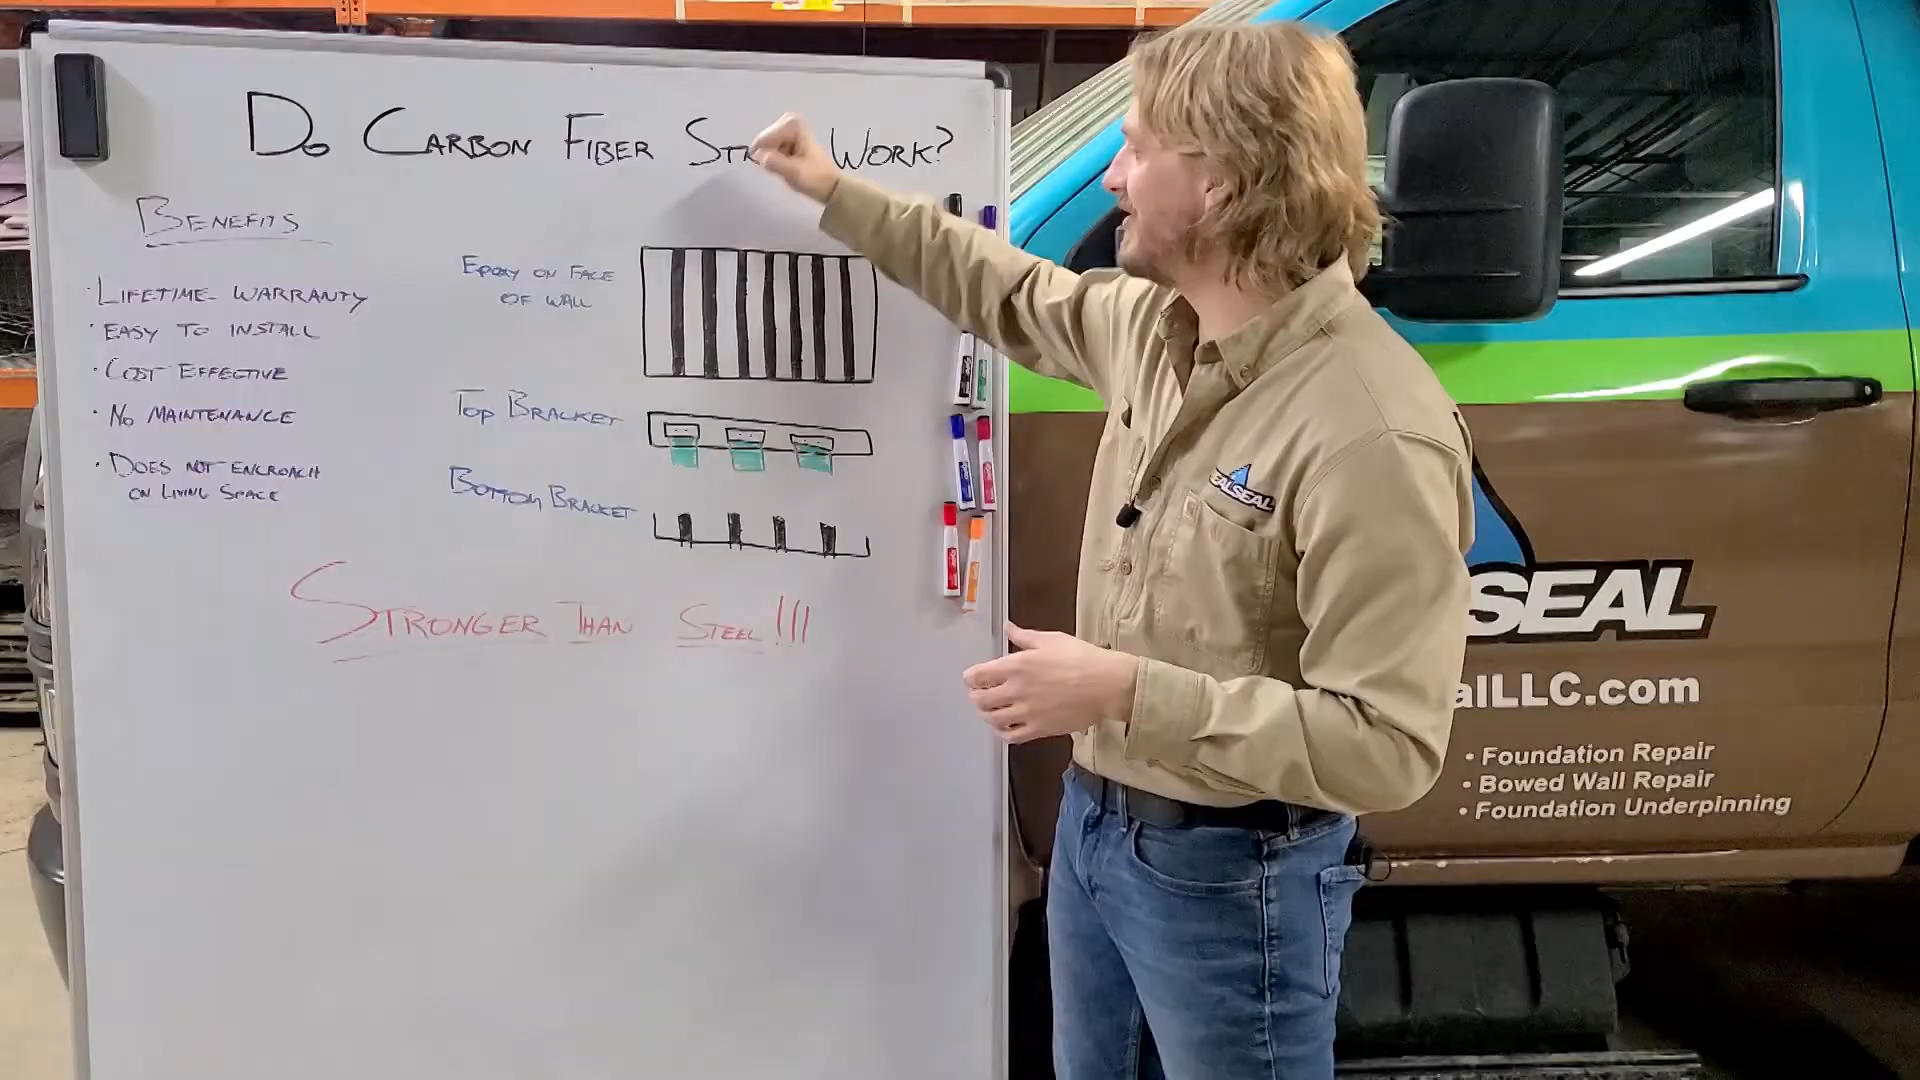 Do CARBON FIBER WORK?
BENEFITS
· LIFETIME WARRANTY
· EASY TO INSTALL
· COST EFFECTIVE
· NO MAINTENANCE
· DOES NOT ENCROACH
ON LIVING SPACE
EPOXY ON FACE
OF WALL
TOP BRACKET
BOTTOM BRACKET
STRONGER THAN STEEL!!!
SEAL
LLC.com
• Foundation Repair
• Bowed Wall Repair
• Foundation Underpinning